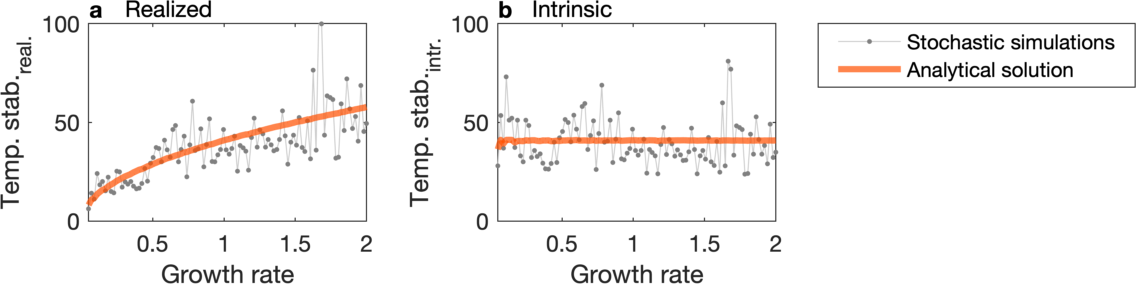 a Realized
Temp. stab.real.
100
50
0
0.5 1 1.5 2
Growth rate
b Intrinsic
Temp. stab.intr.
100
50
0
0.5 1 1.5 2
Growth rate
Stochastic simulations
Analytical solution